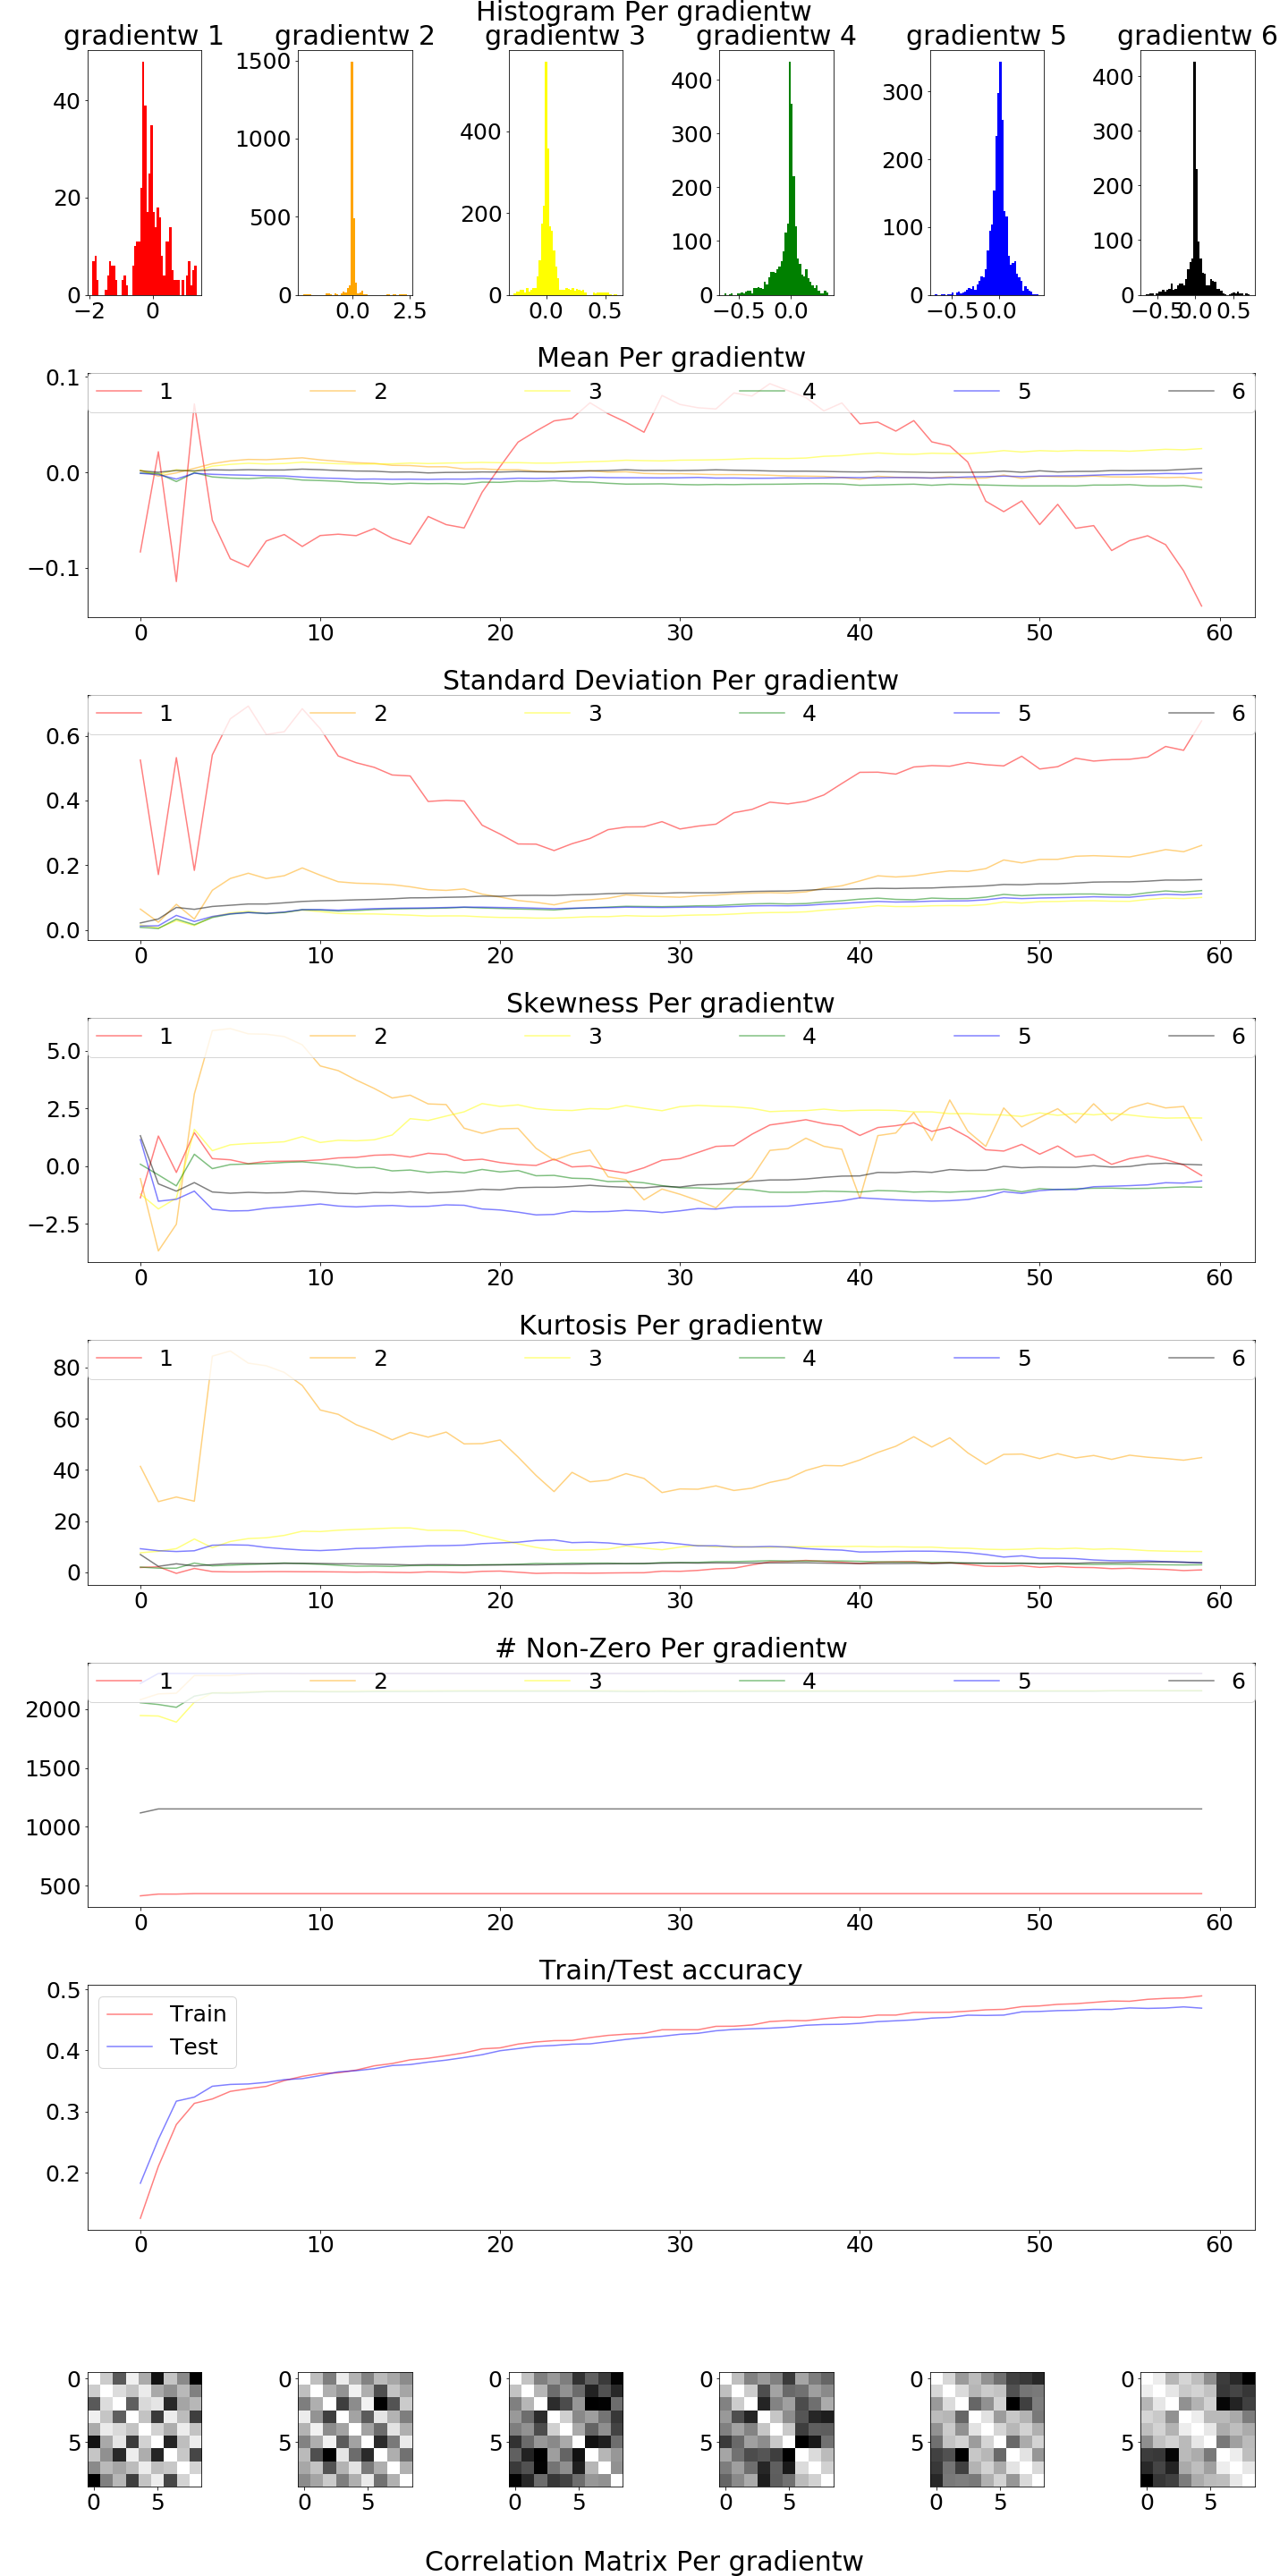 Histogram Per gradientw
gradientw 1 gradientw 2 gradientw 3 gradientw 4 gradientw 5 gradientw 6
40 20 0 −2 0
1500 1000 500 0 0.0 2.5
400 200 0 0.0 0.5
400 300 200 100 0 −0.5 0.0
300 200 100 0 −0.5 0.0
400 300 200 100 0 −0.5 0.0 0.5
Mean Per gradientw
1 2 3 4 5 6
0.1
0.0
−0.1
0 10 20 30 40 50 60
Standard Deviation Per gradientw
1 2 3 4 5 6
0.6
0.4
0.2
0.0
0 10 20 30 40 50 60
Skewness Per gradientw
1 2 3 4 5 6
5.0
2.5
0.0
−2.5
0 10 20 30 40 50 60
Kurtosis Per gradientw
1 2 3 4 5 6
80
60
40
20
0
0 10 20 30 40 50 60
# Non-Zero Per gradientw
1 2 3 4 5 6
2000
1500
1000
500
0 10 20 30 40 50 60
Train/Test accuracy
Train
Test
0.5
0.4
0.3
0.2
0 10 20 30 40 50 60
0 0 0 0 0 0
5 5 5 5 5 5
0 5 0 5 0 5 0 5 0 5 0 5
Correlation Matrix Per gradientw